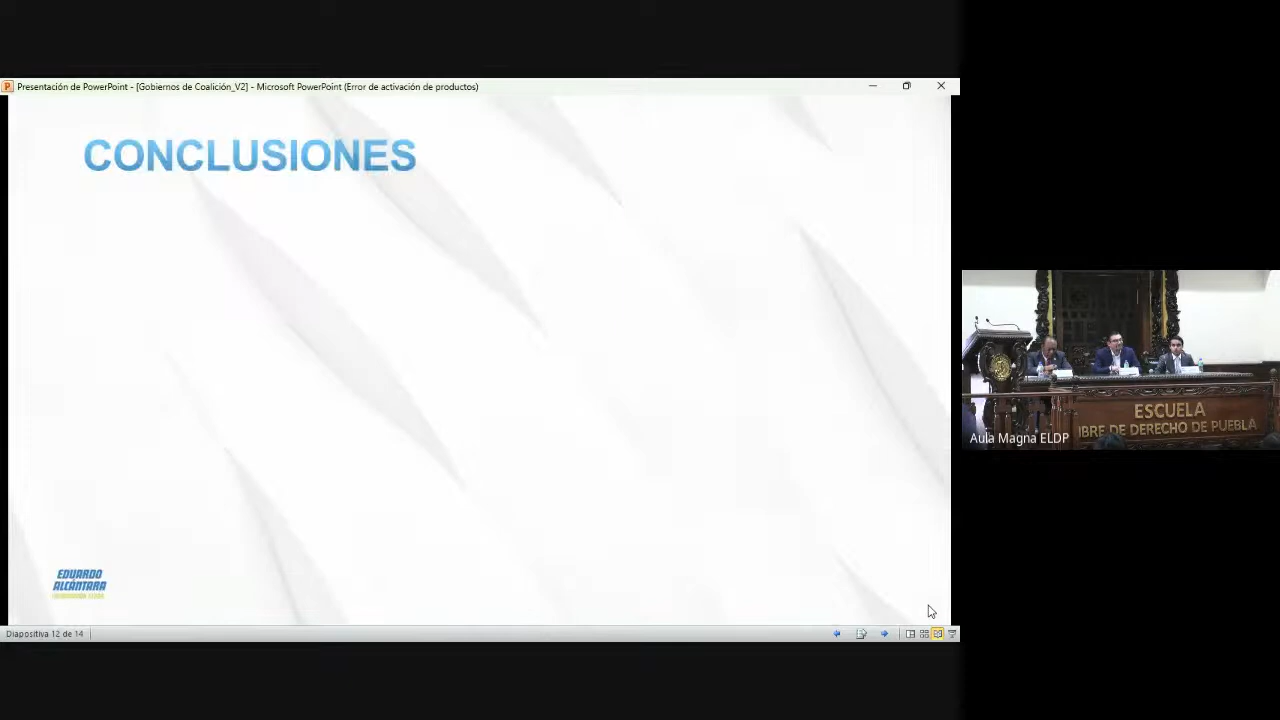 Presentación de PowerPoint - [Gobiernos de Coalición_V2] - Microsoft PowerPoint (Error de activación de productos)
CONCLUSIONES
EDUARDO
ALCÁNTARA
Diapositiva 12 de 14
ESCUELA
IBRE DE DERECHO DE PUEBLA
Aula Magna ELDP